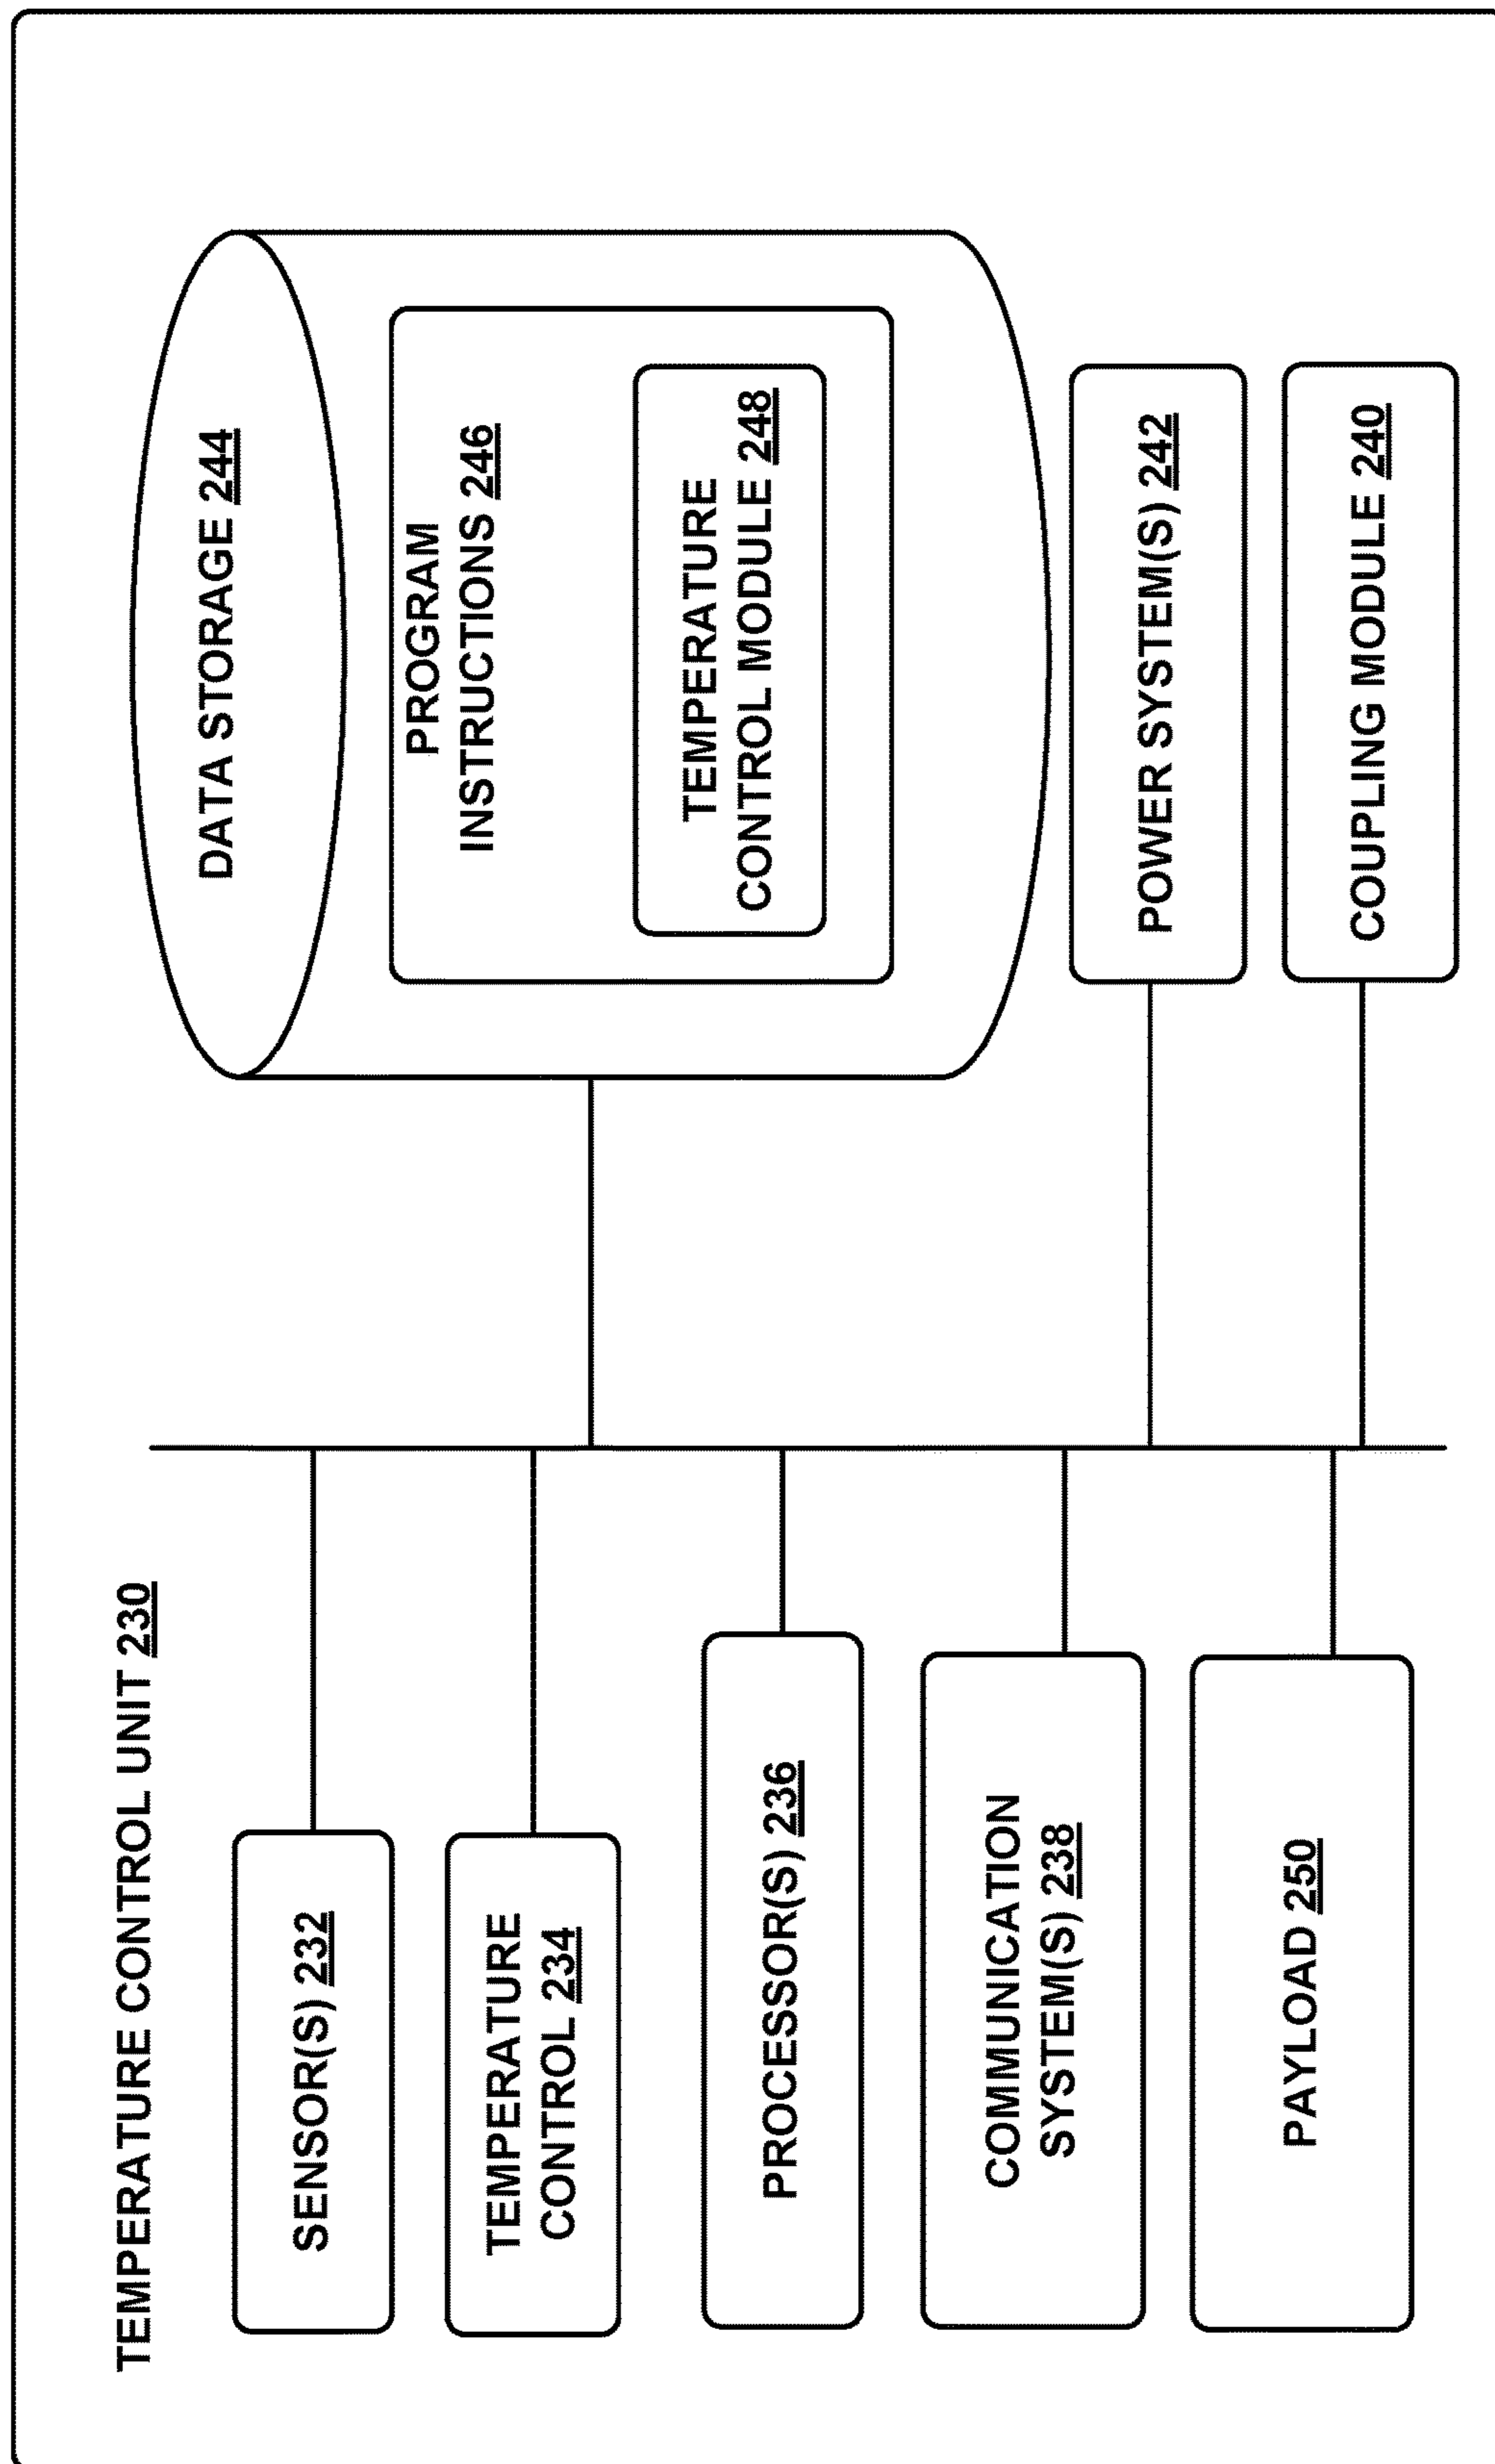 TEMPERATURE CONTROL UNIT 230
SENSOR(S) 232
TEMPERATURE
CONTROL 234
PROCESSOR(S) 236
COMMUNICATION
SYSTEM(S) 238
PAYLOAD 250
DATA STORAGE 244
PROGRAM
INSTRUCTIONS 246
TEMPERATURE
CONTROL MODULE 248
POWER SYSTEM(S) 242
COUPLING MODULE 240